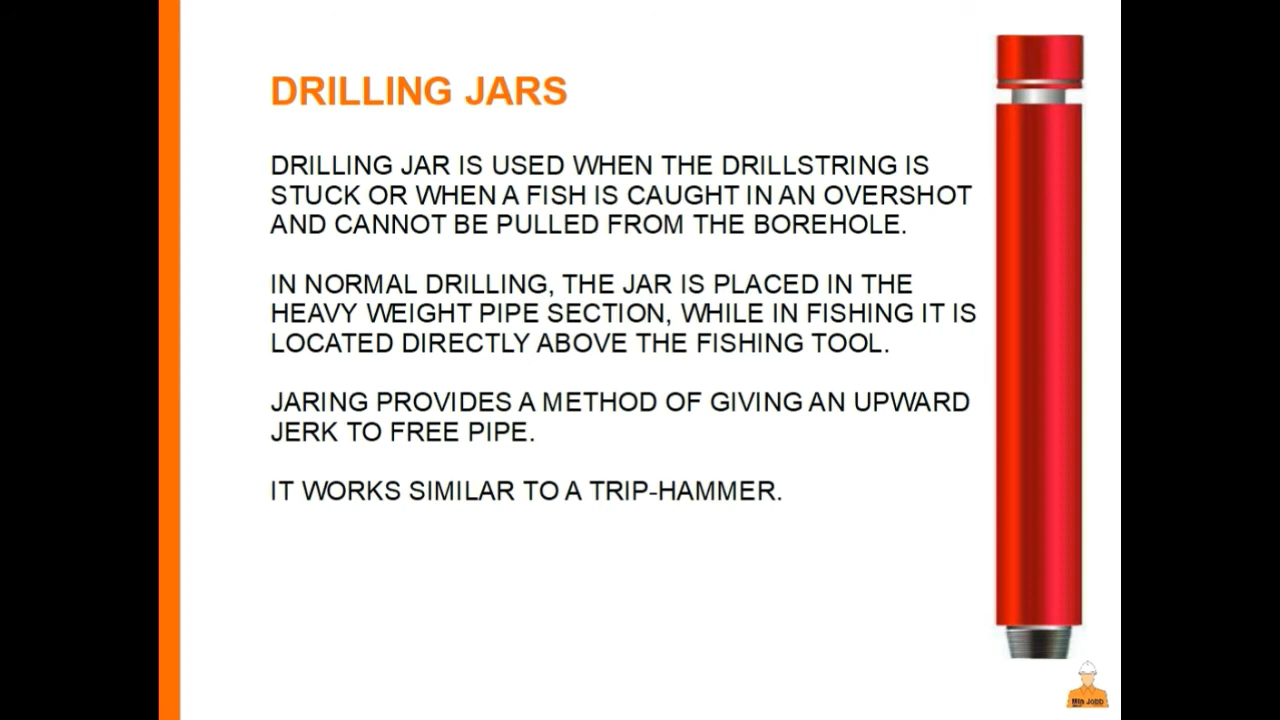 DRILLING JARS
DRILLING JAR IS USED WHEN THE DRILLSTRING IS
STUCK OR WHEN A FISH IS CAUGHT IN AN OVERSHOT
AND CANNOT BE PULLED FROM THE BOREHOLE.
IN NORMAL DRILLING, THE JAR IS PLACED IN THE
HEAVY WEIGHT PIPE SECTION, WHILE IN FISHING IT IS
LOCATED DIRECTLY ABOVE THE FISHING TOOL.
JARING PROVIDES A METHOD OF GIVING AN UPWARD
JERK TO FREE PIPE.
IT WORKS SIMILAR TO A TRIP-HAMMER.